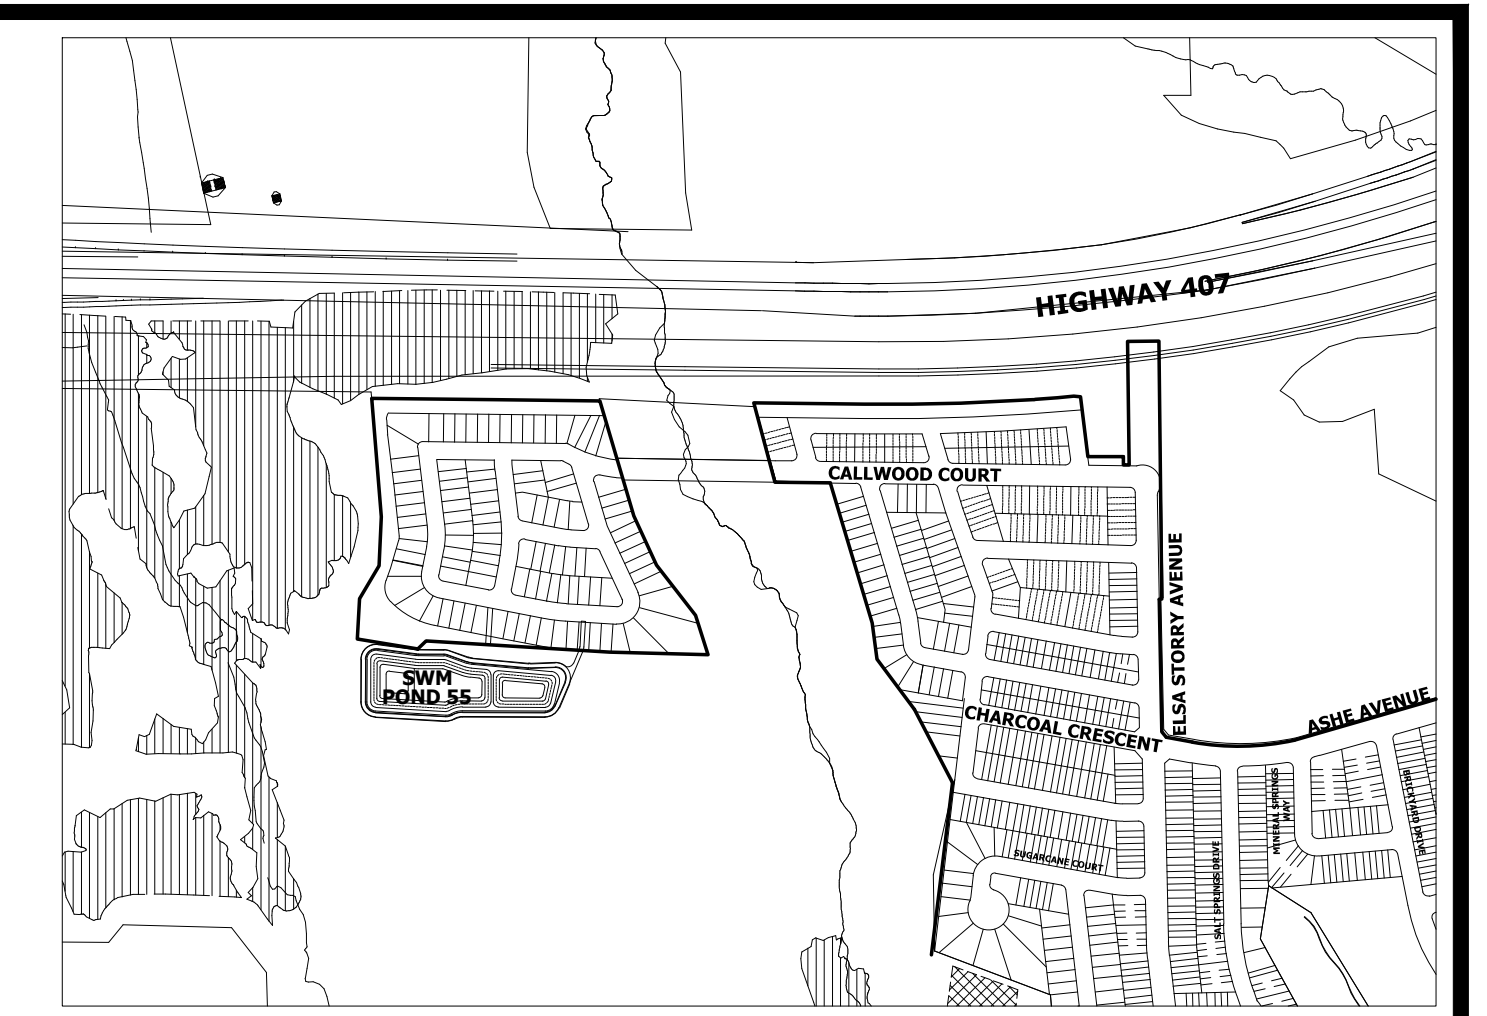 HIGHWAY 407
CALLWOOD COURT
ELSA STORRY AVENUE
SWM
POND 55
CHARCOAL CRESCENT
ASHE AVENUE
MINERAL SPRINGS
WAY
BRICKYARD DRIVE
SUGARCANE COURT
SALT SPRINGS DRIVE